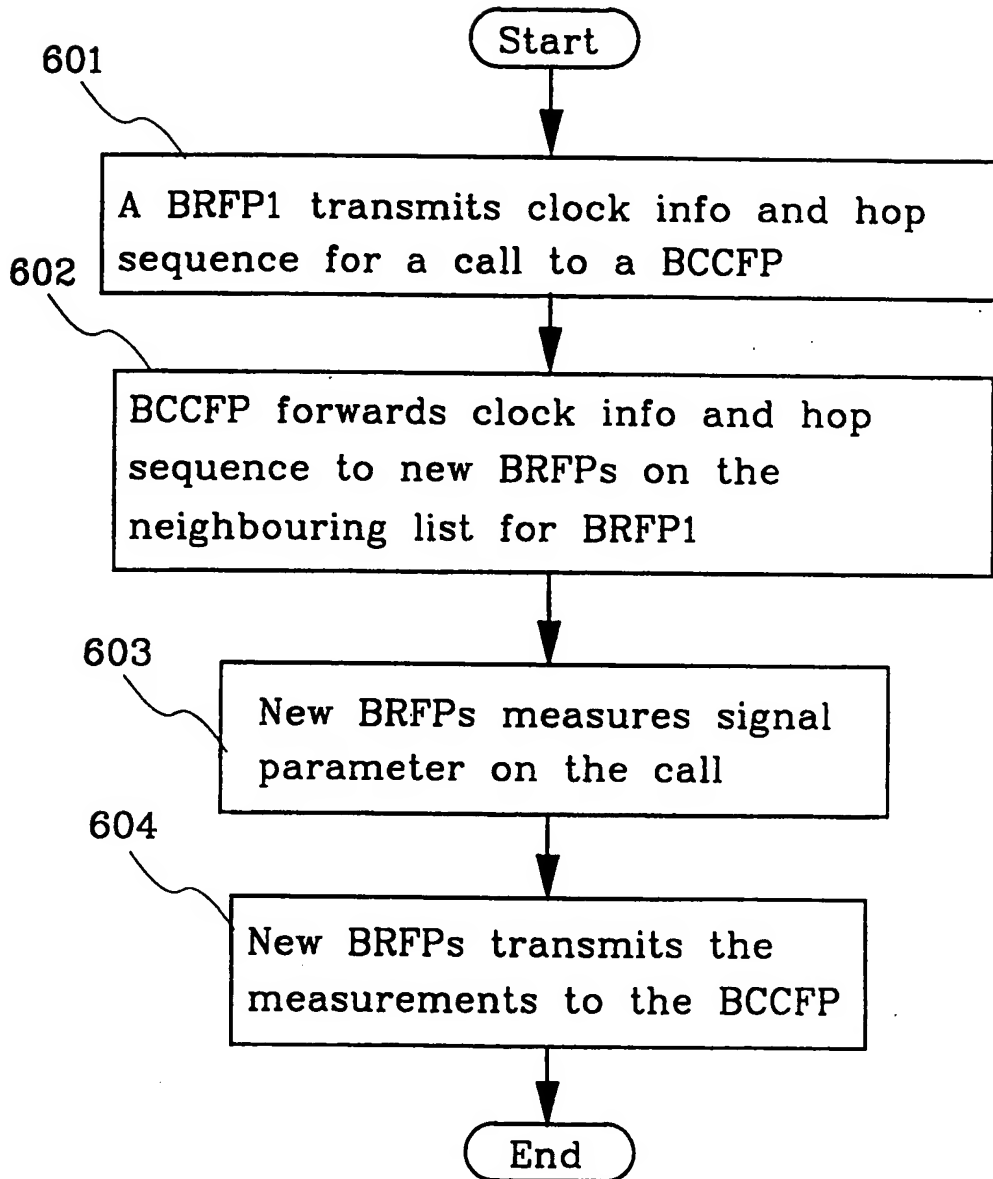 Start
601
A BRFP1 transmits clock info and hop
sequence for a call to a BCCFP
602
BCCFP forwards clock info and hop
sequence to new BRFPs on the
neighbouring list for BRFP1
603
New BRFPs measures signal
parameter on the call
604
New BRFPs transmits the
measurements to the BCCFP
End